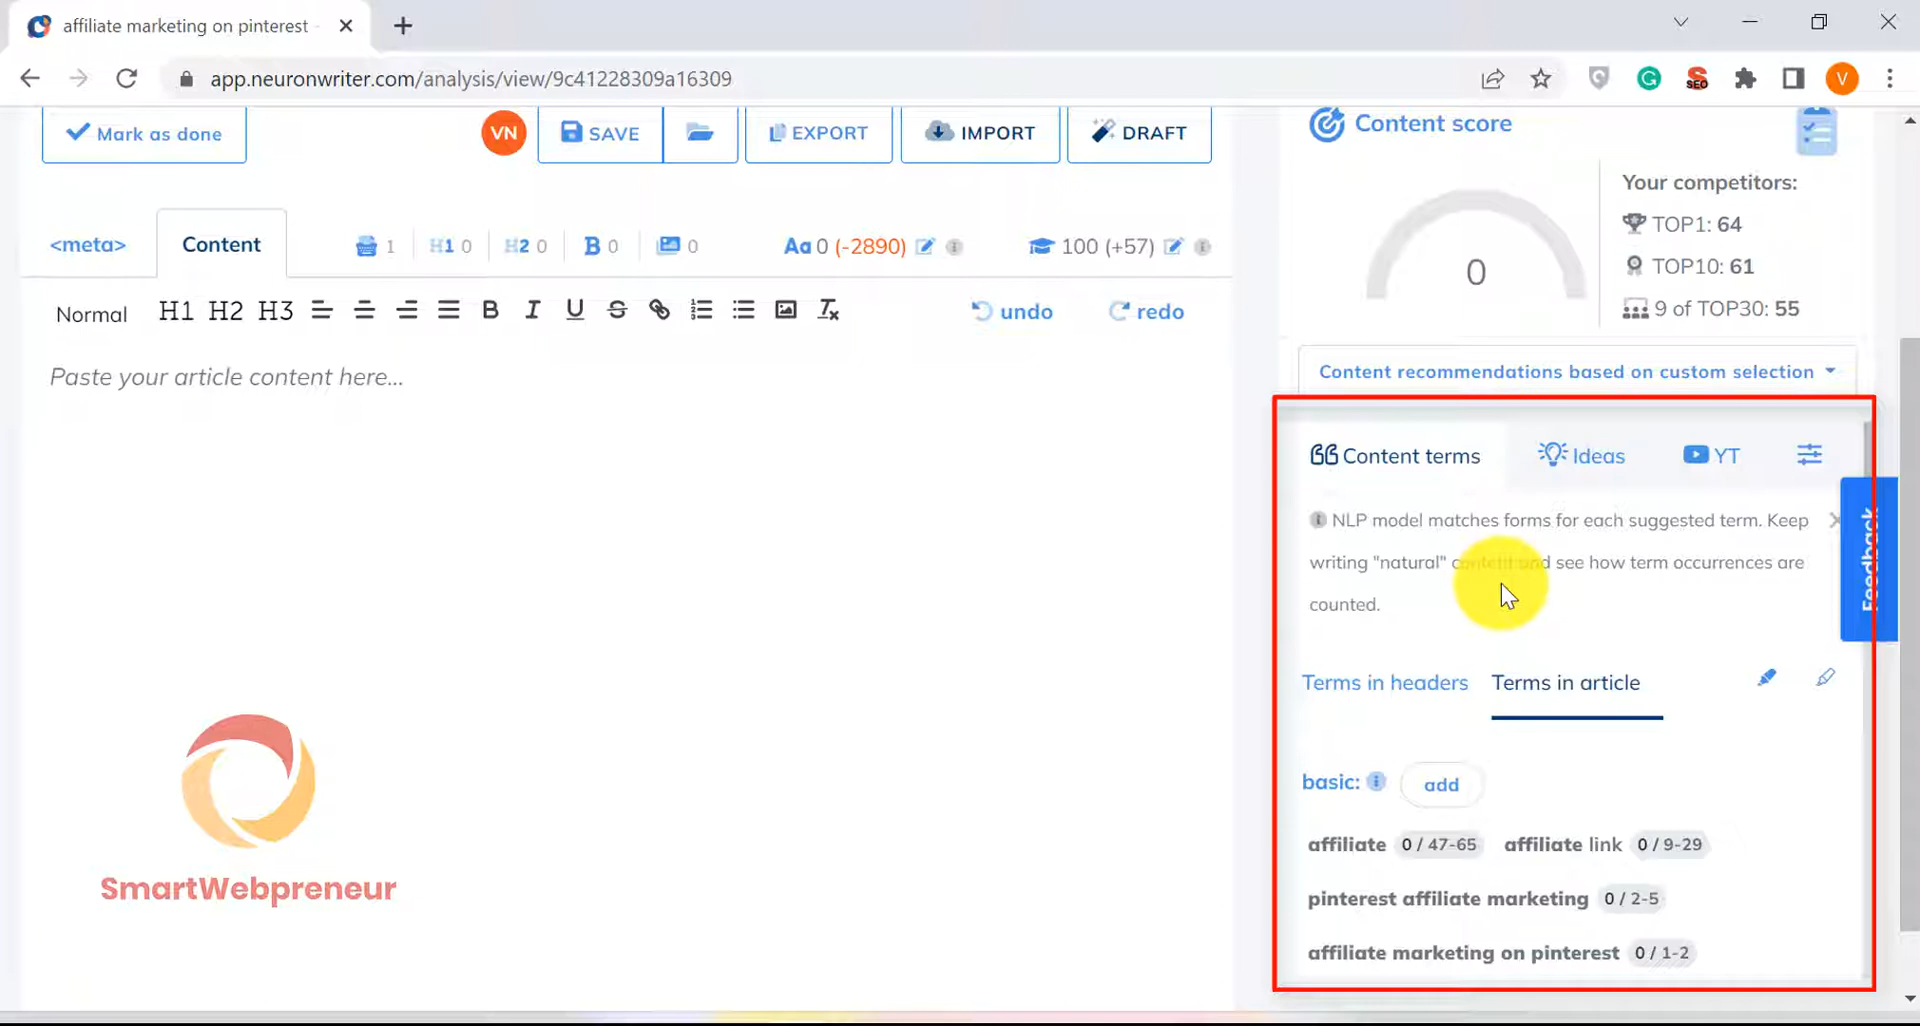 affiliate marketing on pinterest
app.neuronwriter.com/analysis/view/9c41228309a16309
SEO
V
Mark as done
VN
SAVE
EXPORT
IMPORT
DRAFT
Content score
0
Your competitors:
TOP1: 64
TOP10: 61
9 of TOP30: 55
<meta>
Content
1
H1 0
H2 0
B 0
0
Aa 0 (-2890)
100 (+57)
Normal
H1 H2 H3
B I U S
undo
redo
Paste your article content here...
Content recommendations based on custom selection
Content terms
Ideas
YT
NLP model matches forms for each suggested term. Keep
writing "natural" content and see how term occurrences are
counted.
Feedback
Terms in headers
Terms in article
basic:
add
affiliate 0 / 47-65 affiliate link 0 / 9-29
pinterest affiliate marketing 0 / 2-5
affiliate marketing on pinterest 0 / 1-2
SmartWebpreneur